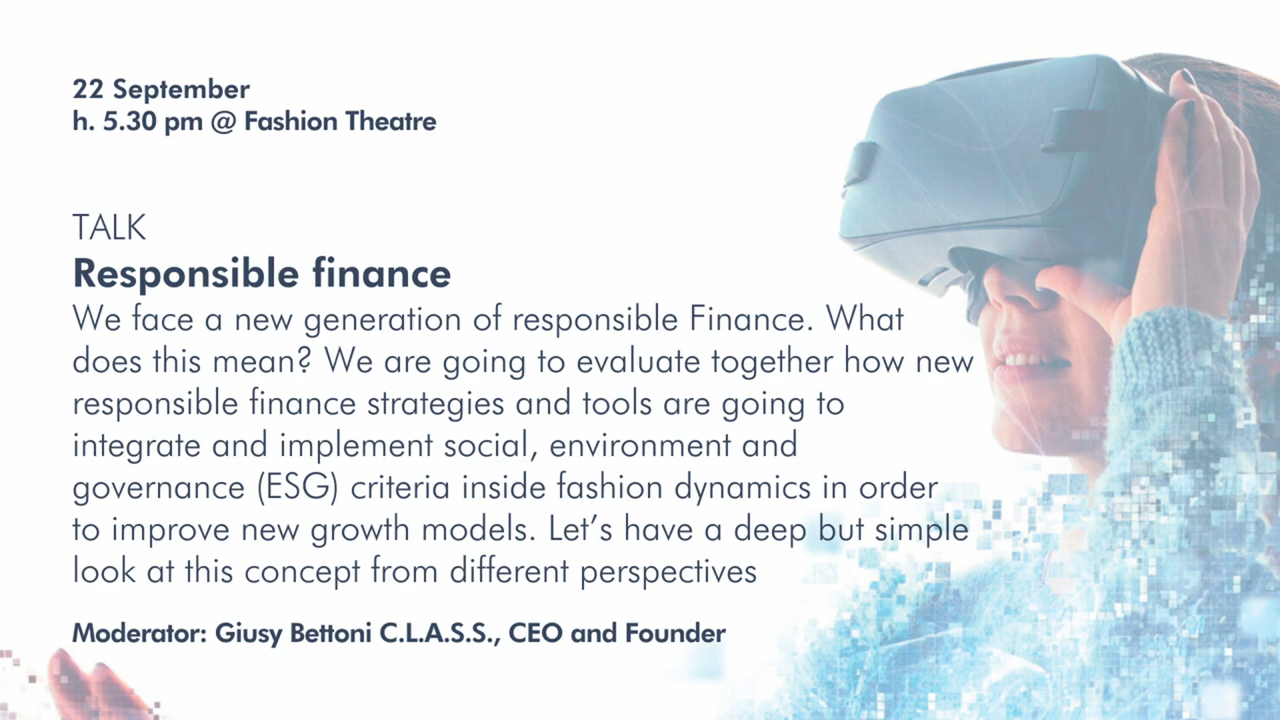 22 September
h. 5.30 pm @ Fashion Theatre
TALK
Responsible finance
We face a new generation of responsible Finance. What
does this mean? We are going to evaluate together how new
responsible finance strategies and tools are going to
integrate and implement social, environment and
governance (ESG) criteria inside fashion dynamics in order
to improve new growth models. Let’s have a deep but simple
look at this concept from different perspectives
Moderator: Giusy Bettoni C.L.A.S.S., CEO and Founder